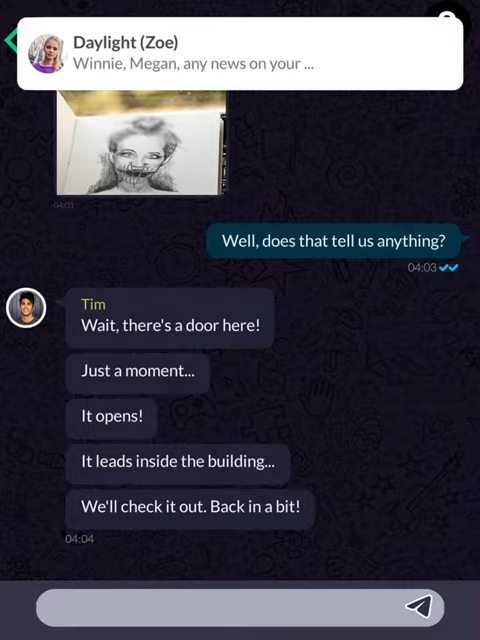 Daylight (Zoe)
Winnie, Megan, any news on your ...
04:03
Well, does that tell us anything?
04:03
Tim
Wait, there's a door here!
Just a moment...
It opens!
It leads inside the building...
We'll check it out. Back in a bit!
04:04